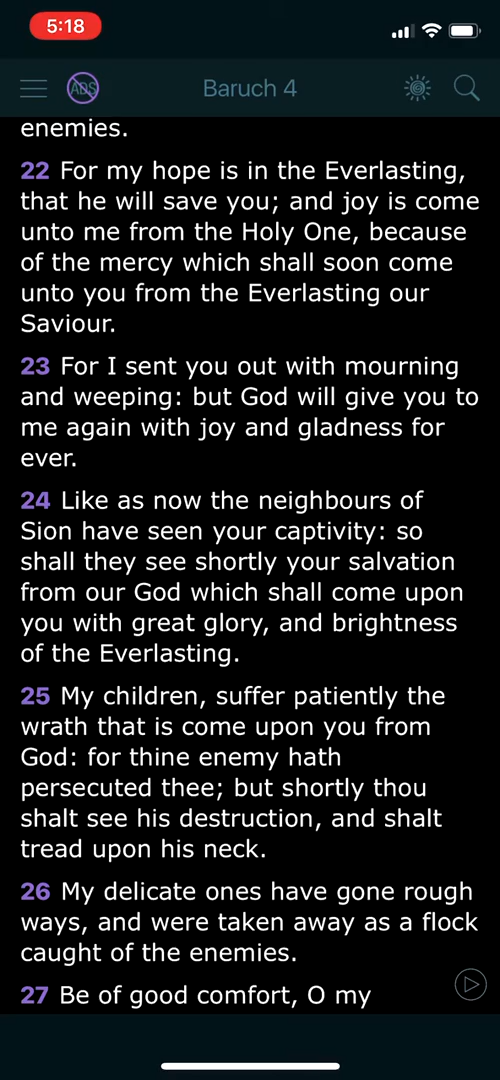 5:18
ADS
Baruch 4
enemies.
22 For my hope is in the Everlasting,
that he will save you; and joy is come
unto me from the Holy One, because
of the mercy which shall soon come
unto you from the Everlasting our
Saviour.
23 For I sent you out with mourning
and weeping: but God will give you to
me again with joy and gladness for
ever.
24 Like as now the neighbours of
Sion have seen your captivity: so
shall they see shortly your salvation
from our God which shall come upon
you with great glory, and brightness
of the Everlasting.
25 My children, suffer patiently the
wrath that is come upon you from
God: for thine enemy hath
persecuted thee; but shortly thou
shalt see his destruction, and shalt
tread upon his neck.
26 My delicate ones have gone rough
ways, and were taken away as a flock
caught of the enemies.
27 Be of good comfort, O my